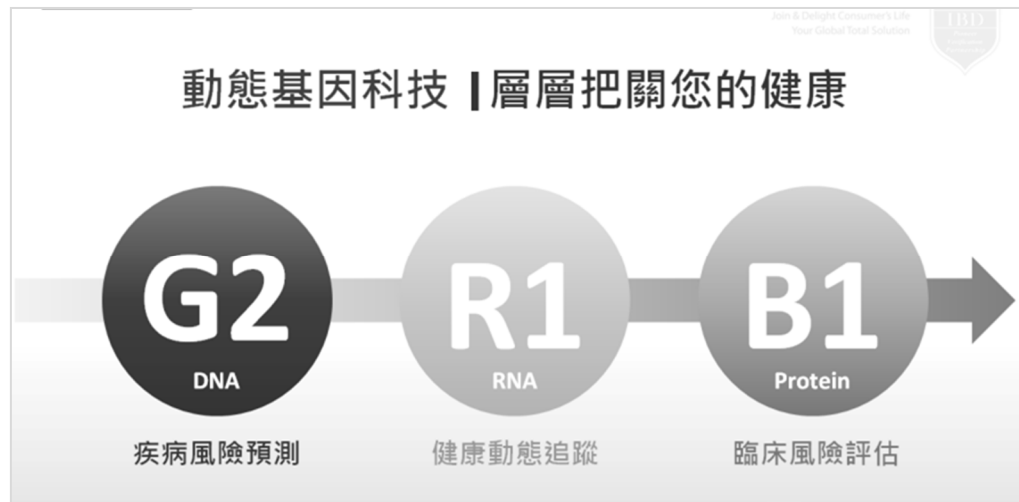 Join & Delight Consumer's Life
Your Global Total Solution
IBD
動態基因科技 | 層層把關您的健康
G2
DNA
R1
RNA
B1
Protein
疾病風險預測
健康動態追蹤
臨床風險評估